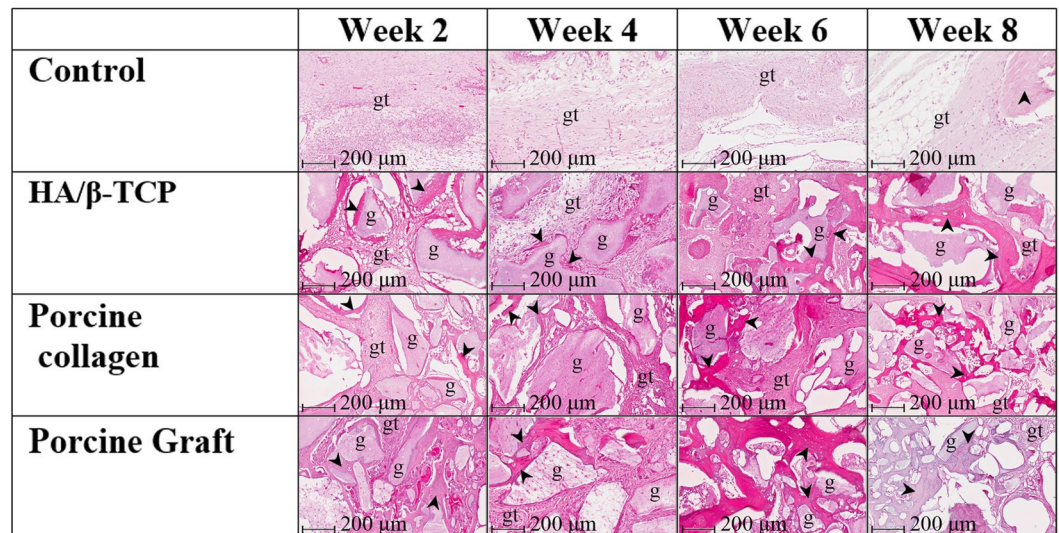 Week 2 Week 4 Week 6 Week 8
Control
gt gt gt gt
200 µm 200 µm 200 µm 200 µm
HA/β-TCP
g gt g g
gt g gt g g gt
g g g gt
200 µm 200 µm 200 µm 200 µm
Porcine
collagen
gt g g g g g g
g gt gt g gt
200 µm 200 µm 200 µm 200 µm
Porcine Graft
g gt g g g gt
g g g
gt g
200 µm 200 µm 200 µm 200 µm